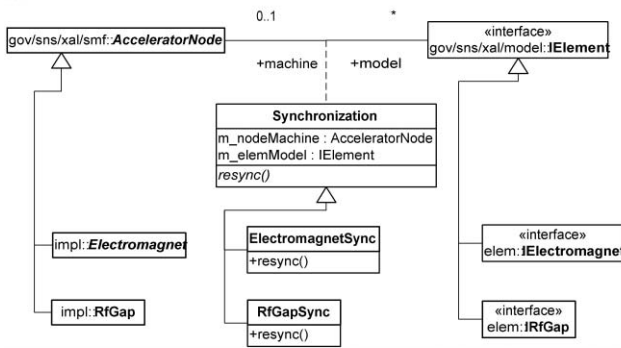 0..1
*
gov/sns/xal/smf::AcceleratorNode
«interface»
gov/sns/xal/model::IElement
+machine
+model
Synchronization
m_nodeMachine : AcceleratorNode
m_elemModel : IElement
resync()
impl::Electromagnet
ElectromagnetSync
+resync()
«interface»
elem::IElectromagnet
impl::RfGap
RfGapSync
+resync()
«interface»
elem::IRfGap